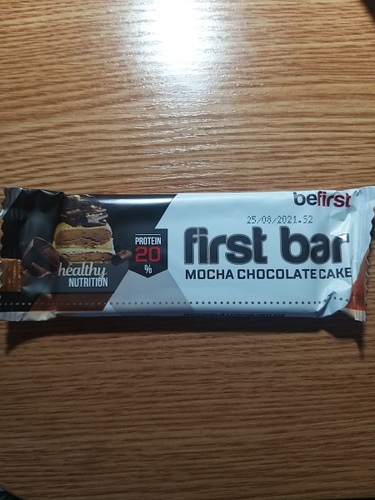 befirst
25/08/2021.52
first bar
MOCHA CHOCOLATE CAKE
PROTEIN
20
%
healthy
NUTRITION